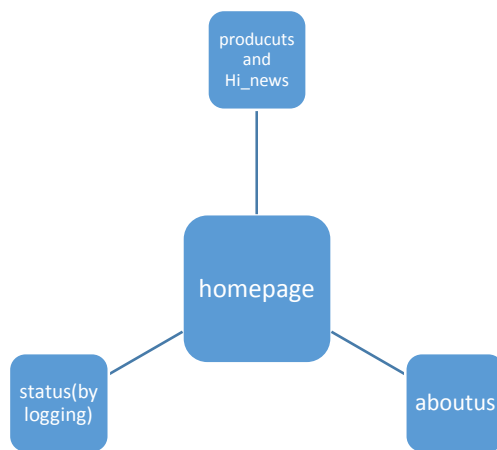 producuts
and
Hi_news
homepage
status(by
logging)
aboutus